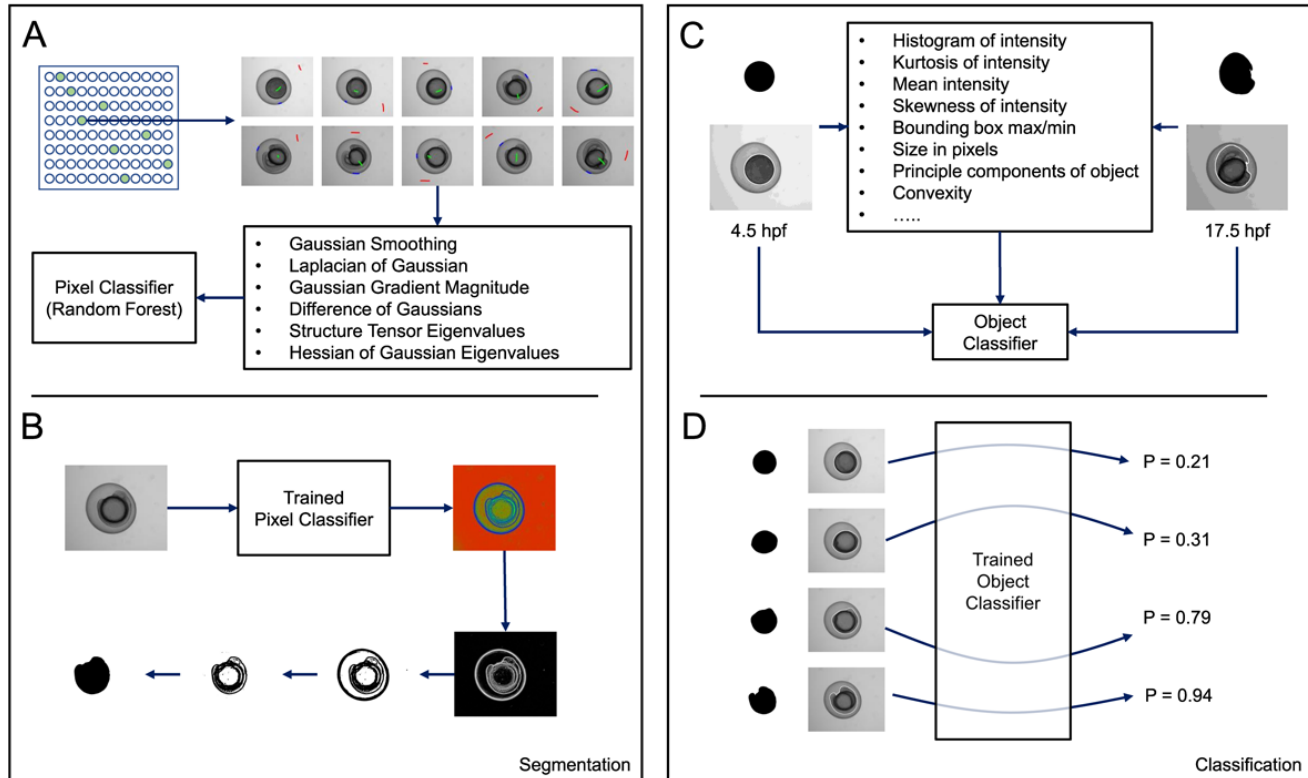 A
• Gaussian Smoothing
• Laplacian of Gaussian
• Gaussian Gradient Magnitude
• Difference of Gaussians
• Structure Tensor Eigenvalues
• Hessian of Gaussian Eigenvalues
Pixel Classifier
(Random Forest)
B
Trained
Pixel Classifier
Segmentation
C
• Histogram of intensity
• Kurtosis of intensity
• Mean intensity
• Skewness of intensity
• Bounding box max/min
• Size in pixels
• Principle components of object
• Convexity
• …..
4.5 hpf
17.5 hpf
Object
Classifier
D
Trained
Object
Classifier
P = 0.21
P = 0.31
P = 0.79
P = 0.94
Classification